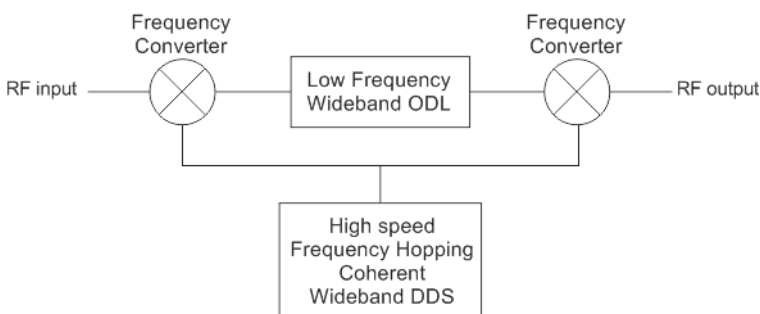 Frequency
Converter
Frequency
Converter
RF input
Low Frequency
Wideband ODL
RF output
High speed
Frequency Hopping
Coherent
Wideband DDS